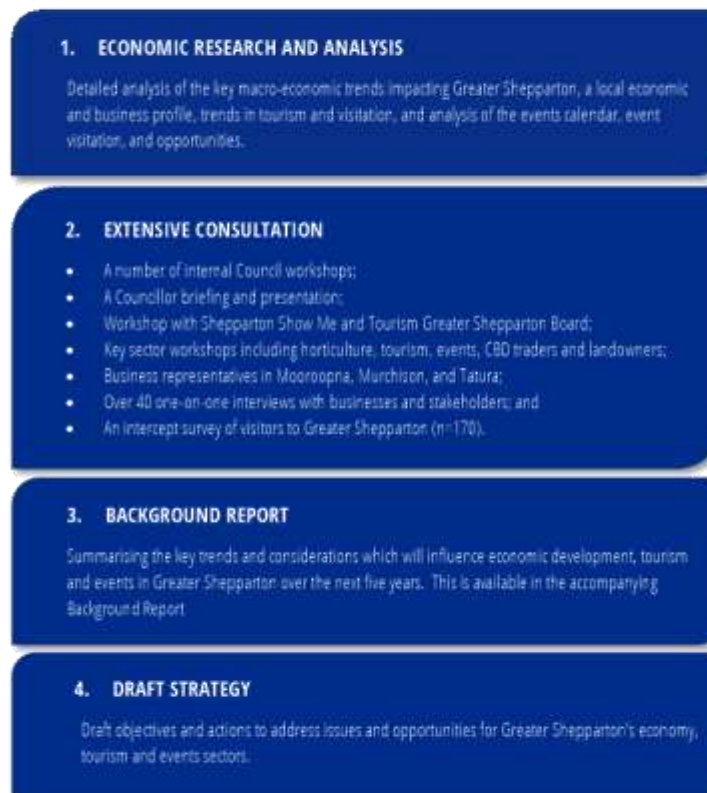 1. ECONOMIC RESEARCH AND ANALYSIS
Detailed analysis of the key macro-economic trends impacting Greater Shepparton, a local economic
and business profile, trends in tourism and visitation, and analysis of the events calendar, event
visitation, and opportunities.
2. EXTENSIVE CONSULTATION
• A number of internal Council workshops;
• A Councillor briefing and presentation;
• Workshop with Shepparton Show Me and Tourism Greater Shepparton Board;
• Key sector workshops including horticulture, tourism, events, CBD traders and landowners;
• Business representatives in Mooroopna, Murchison, and Tatura;
• Over 40 one-on-one interviews with businesses and stakeholders; and
• An intercept survey of visitors to Greater Shepparton (n=170).
3. BACKGROUND REPORT
Summarising the key trends and considerations which will influence economic development, tourism
and events in Greater Shepparton over the next five years. This is available in the accompanying
Background Report
4. DRAFT STRATEGY
Draft objectives and actions to address issues and opportunities for Greater Shepparton's economy,
tourism and events sectors.